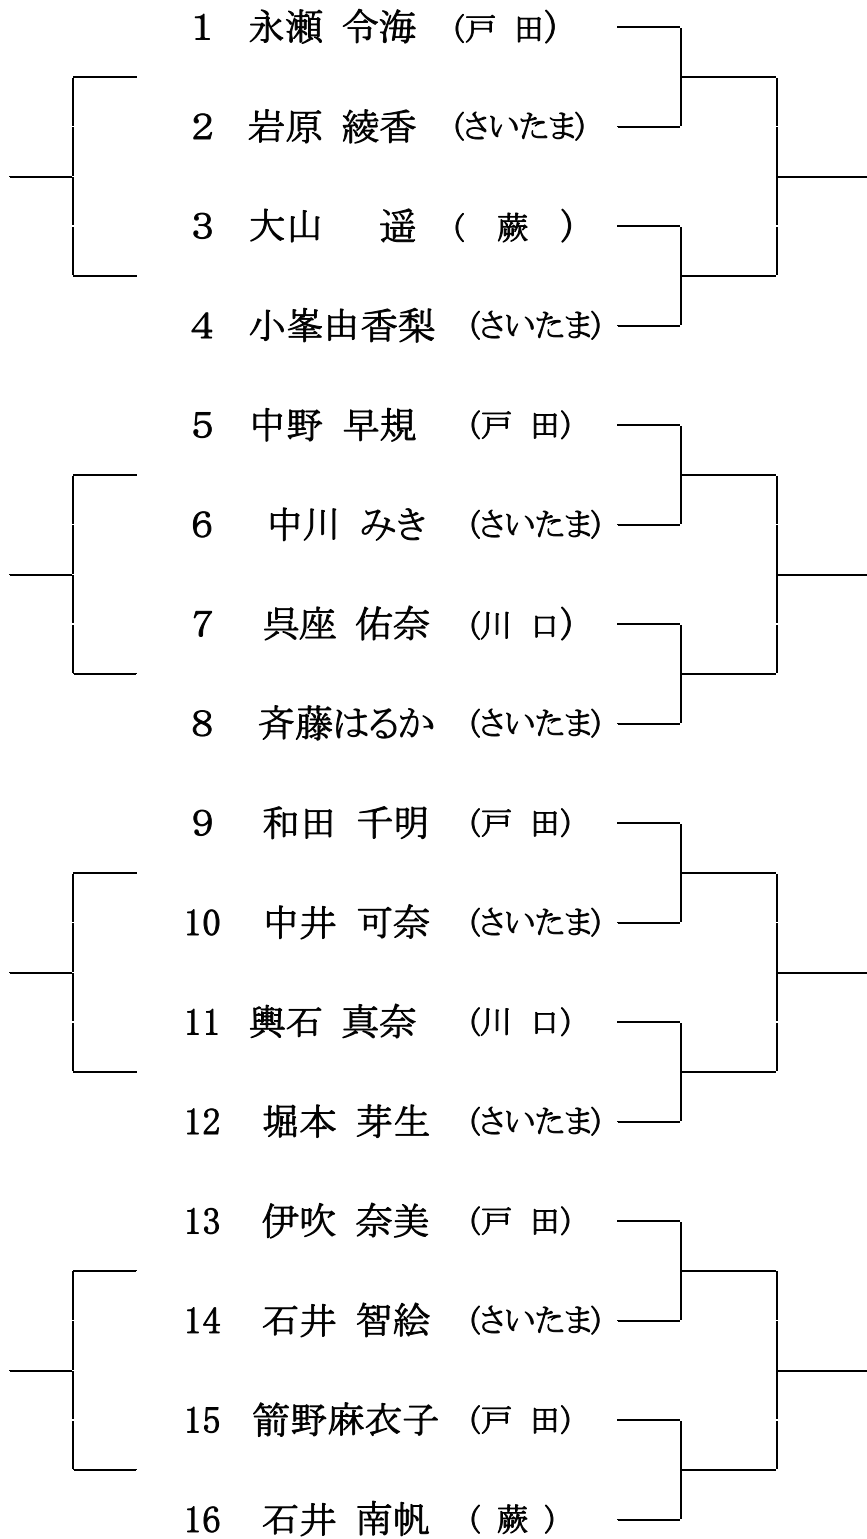 1 永瀬 令海 (戸 田)
2 岩原 綾香 (さいたま)
3 大山 遥 ( 蕨 )
4 小峯由香梨 (さいたま)
5 中野 早規 (戸 田)
6 中川 みき (さいたま)
7 呉座 佑奈 (川 口)
8 斉藤はるか (さいたま)
9 和田 千明 (戸 田)
10 中井 可奈 (さいたま)
11 輿石 真奈 (川 口)
12 堀本 芽生 (さいたま)
13 伊吹 奈美 (戸 田)
14 石井 智絵 (さいたま)
15 箭野麻衣子 (戸 田)
16 石井 南帆 ( 蕨 )